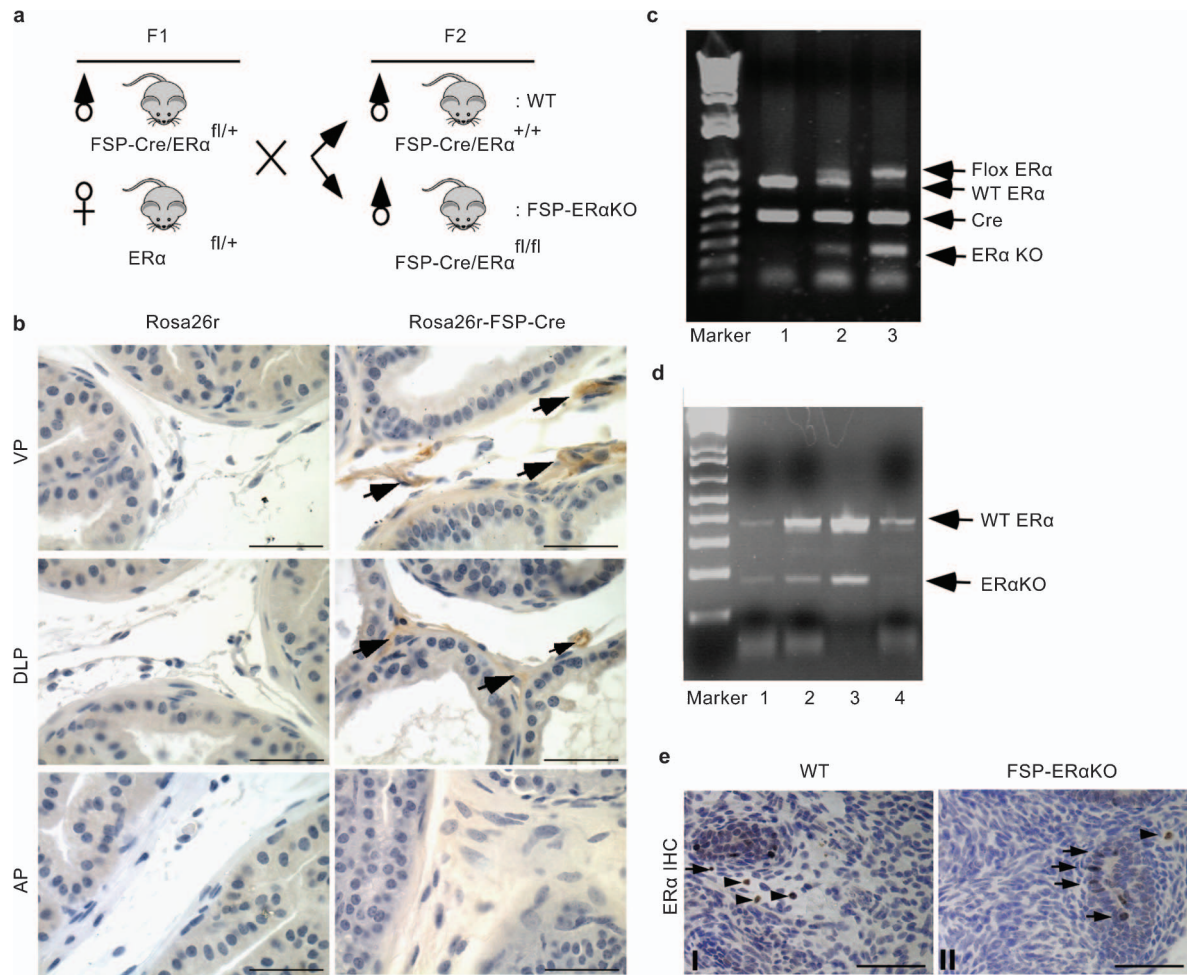 a
F1
F2
FSP-Cre/ERα fl/+
: WT
FSP-Cre/ERα +/+
ERα fl/+
: FSP-ERαKO
FSP-Cre/ERα fl/fl
b
Rosa26r
Rosa26r-FSP-Cre
VP
DLP
AP
c
Flox ERα
WT ERα
Cre
ERα KO
Marker 1 2 3
d
WT ERα
ERαKO
Marker 1 2 3 4
e
WT
FSP-ERαKO
ERα IHC
I
II